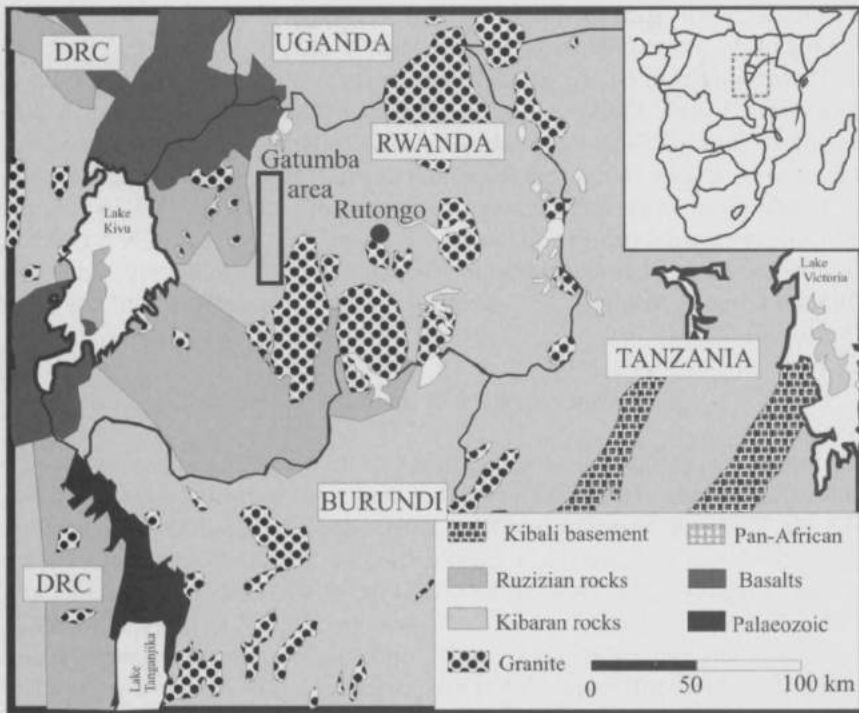 DRC
UGANDA
RWANDA
Gatumba
area
Rutongo
Lake
Kivu
Lake
Victoria
TANZANIA
BURUNDI
DRC
Lake
Tanganjika
Kibali basement
Pan-African
Ruzizian rocks
Basalts
Kibaran rocks
Palaeozoic
Granite
0
50
100 km